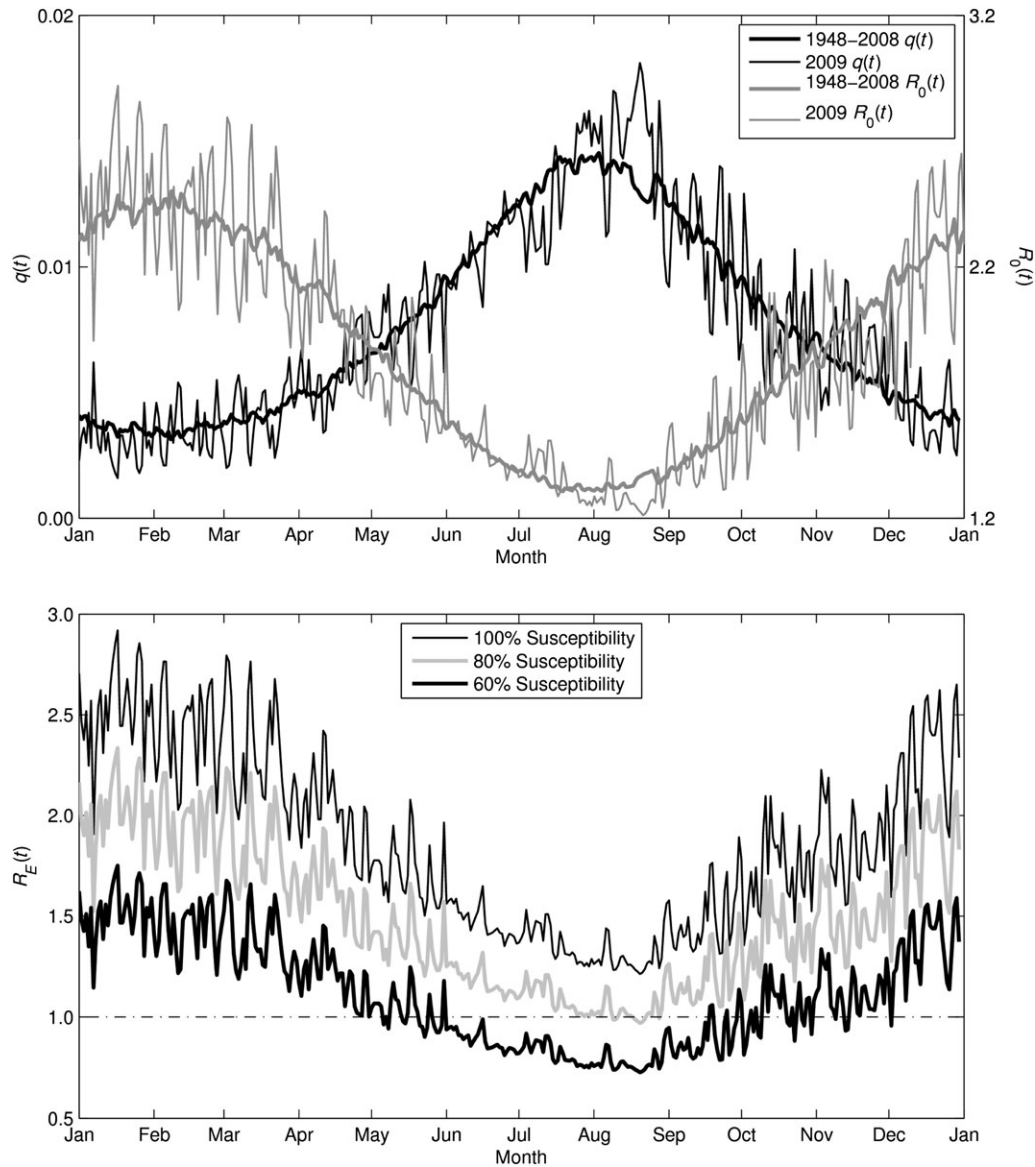 0.02
3.2
1948−2008 q(t)
2009 q(t)
1948−2008 R0(t)
2009 R0(t)
q(t)
0.01
2.2
R0(t)
0.00
1.2
Jan Feb Mar Apr May Jun Jul Aug Sep Oct Nov Dec Jan
Month
3.0
100% Susceptibility
80% Susceptibility
60% Susceptibility
2.5
2.0
RE(t)
1.5
1.0
0.5
Jan Feb Mar Apr May Jun Jul Aug Sep Oct Nov Dec Jan
Month